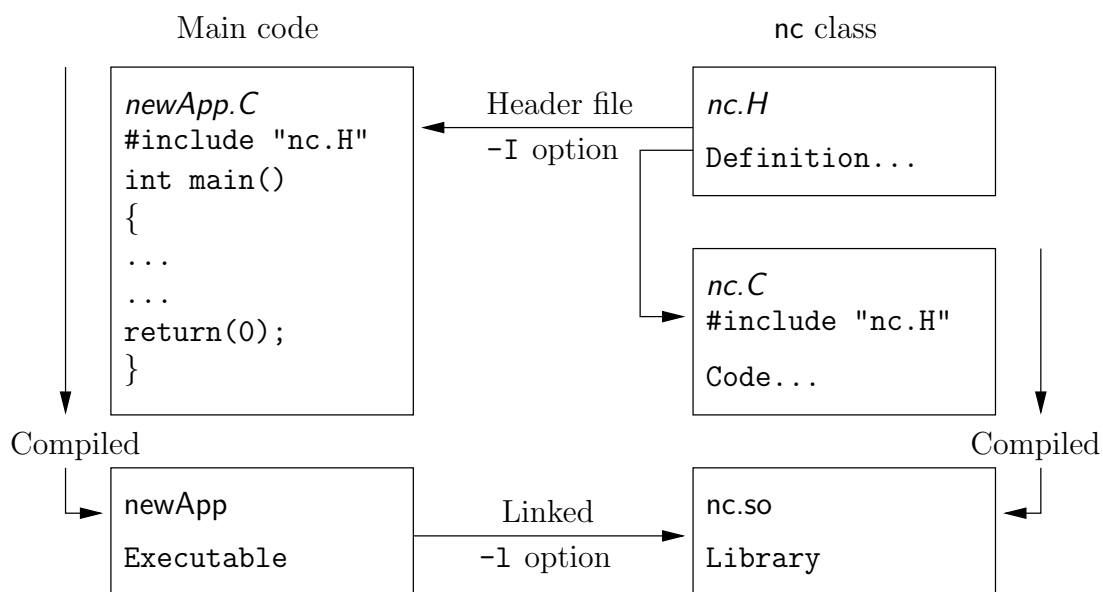 Main code
nc class
newApp.C
#include "nc.H"
int main()
{
...
...
return(0);
}
Header file
-I option
nc.H
Definition...
nc.C
#include "nc.H"
Code...
Compiled
Compiled
newApp
Executable
Linked
-l option
nc.so
Library